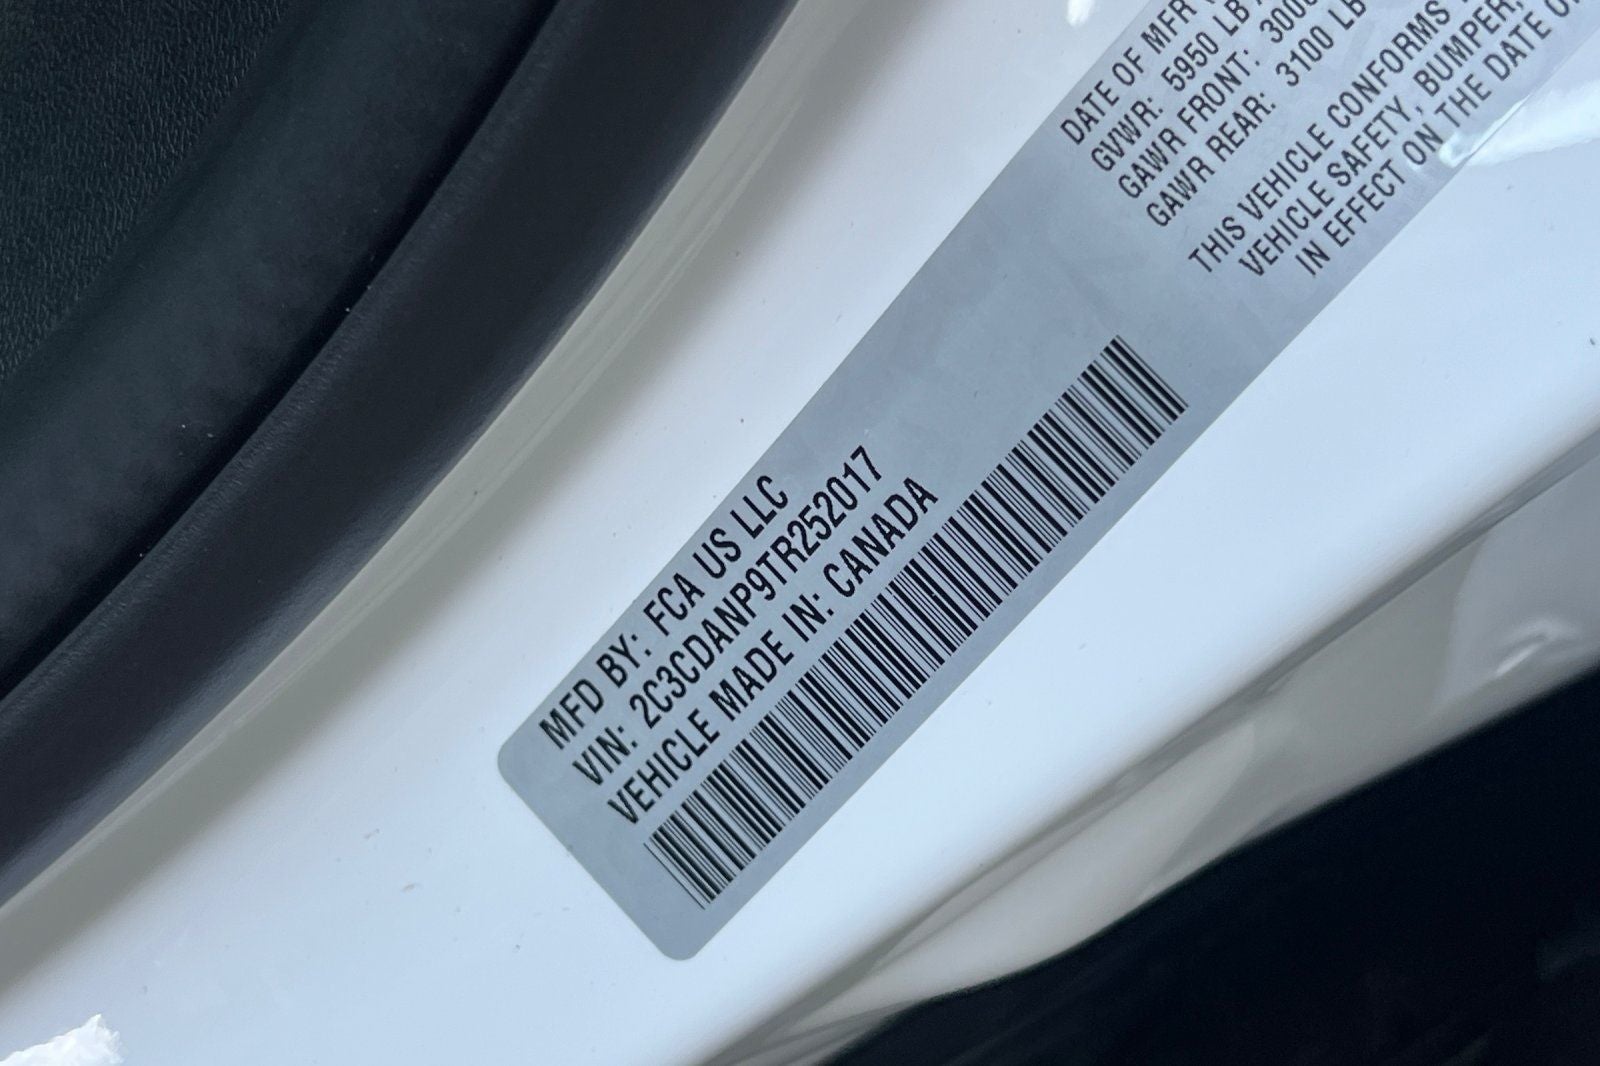 MFD BY: FCA US LLC
VIN: 2C3CDANP9TR252017
VEHICLE MADE IN: CANADA
DATE OF MFR
GVWR: 5950 LB
GAWR FRONT:
GAWR REAR: 3100 LB
THIS VEHICLE CONFORMS
VEHICLE SAFETY, BUMPER,
IN EFFECT ON THE DATE